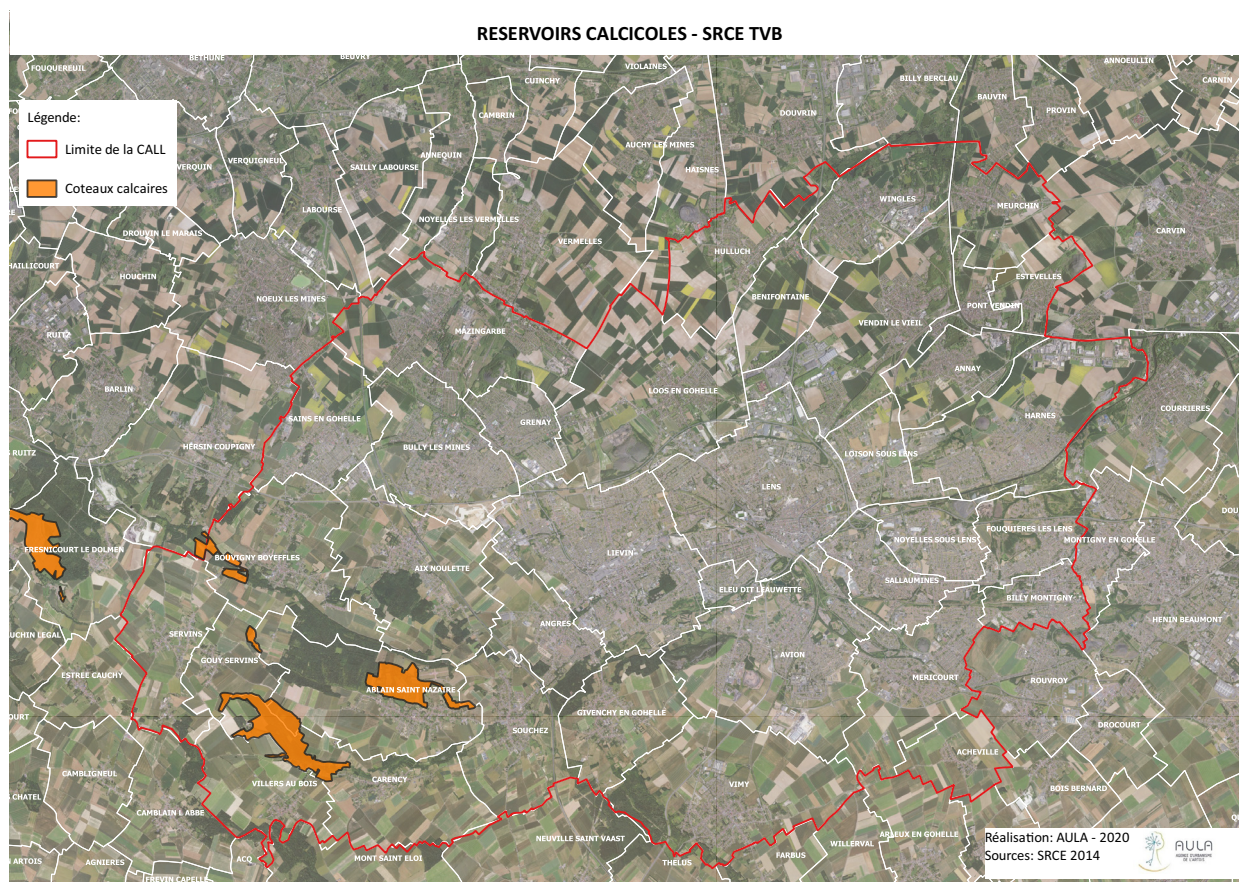 RESERVOIRS CALCICOLES - SRCE TVB
FOUQUEREUIL
BETHUNE
BEUVRY
CUINCHY
VIOLAINES
BILLY BERCLAU
ANNOEULLIN
CARNIN
BAUVIN
PROVIN
DOUVRIN
CAMBRIN
Légende:
Limite de la CALL
Coteaux calcaires
VERQUIN
VERQUIGNEUL
SAILLY LABOURSE
ANNEQUIN
AUCHY LES MINES
HAISNES
LABOURSE
NOYELLES LES VERMELLES
WINGLES
MEURCHIN
DROUVIN LE MARAIS
VERMELLES
CARVIN
HULLUCH
HAILLICOURT
HOUCHIN
ESTEVELLES
NOEUX LES MINES
BENIFONTAINE
PONT VENDIN
RUITZ
MAZINGARBE
VENDIN LE VIEIL
ANNAY
BARLIN
LOOS EN GOHELLE
HARNES
COURRIERES
SAINS EN GOHELLE
GRENAY
HERSIN COUPIGNY
BULLY LES MINES
LOISON SOUS LENS
RUITZ
LENS
FOUQUIERES LES LENS
NOYELLES SOUS LENS
MONTIGNY EN GOHELLE
FRESNICOURT LE DOLMEN
BOUVIGNY BOYEFFLES
LIEVIN
AIX NOULETTE
SALLAUMINES
ELEU DIT LEAUWETTE
BILLY MONTIGNY
HENIN BEAUMONT
ANGRES
SERVINS
GOUY SERVINS
AVION
ESTREE CAUCHY
MERICOURT
ROUVROY
ABLAIN SAINT NAZAIRE
GIVENCHY EN GOHELLE
DROCOURT
SOUCHEZ
ACHEVILLE
CAMBLIGNEUL
VILLERS AU BOIS
CARENCY
VIMY
BOIS BERNARD
CAMBLAIN L ABBE
NEUVILLE SAINT VAAST
WILLERVAL
ARLEUX EN GOHELLE
AGNIERES
ACQ
MONT SAINT ELOI
THELUS
FARBUS
FREVIN CAPELLE
Réalisation: AULA - 2020
Sources: SRCE 2014
AULA
AGENCE D'URBANISME
DE L'ARTOIS